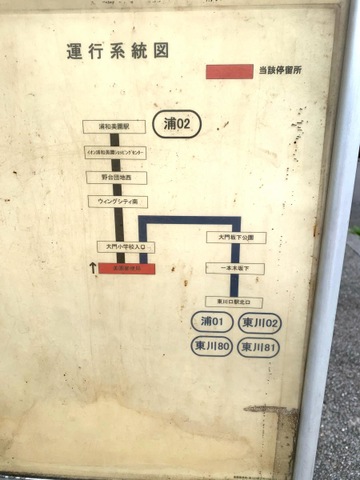 運行系統図
当該停留所
浦和美園駅
浦02
イオン浦和美園ショッピングセンター
野台団地西
ウィングシティ南
大門小学校入口
大門坂下公園
一本木坂下
東川口駅北口
浦01
東川02
東川80
東川81